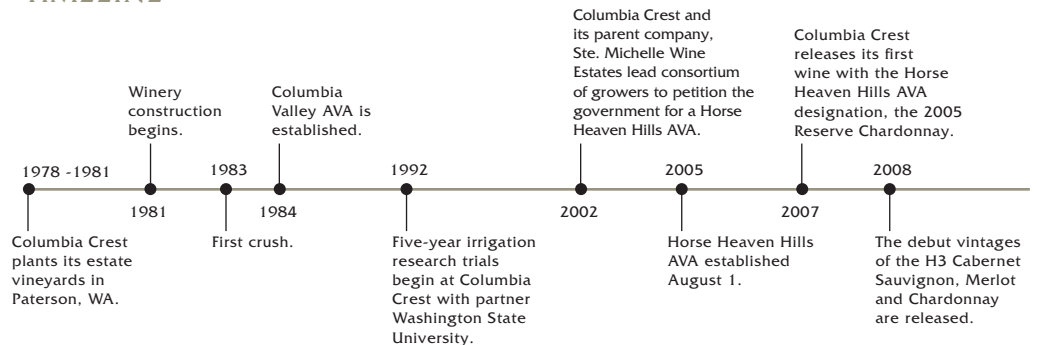 TIMELINE
Columbia Crest and
its parent company,
Ste. Michelle Wine
Estates lead consortium
of growers to petition the
government for a Horse
Heaven Hills AVA.
Columbia Crest
releases its first
wine with the Horse
Heaven Hills AVA
designation, the 2005
Reserve Chardonnay.
Winery
construction
begins.
Columbia
Valley AVA is
established.
1978 -1981
1983
1992
2005
2008
1981
1984
2002
2007
Columbia Crest
plants its estate
vineyards in
Paterson, WA.
First crush.
Five-year irrigation
research trials
begin at Columbia
Crest with partner
Washington State
University.
Horse Heaven Hills
AVA established
August 1.
The debut vintages
of the H3 Cabernet
Sauvignon, Merlot
and Chardonnay
are released.